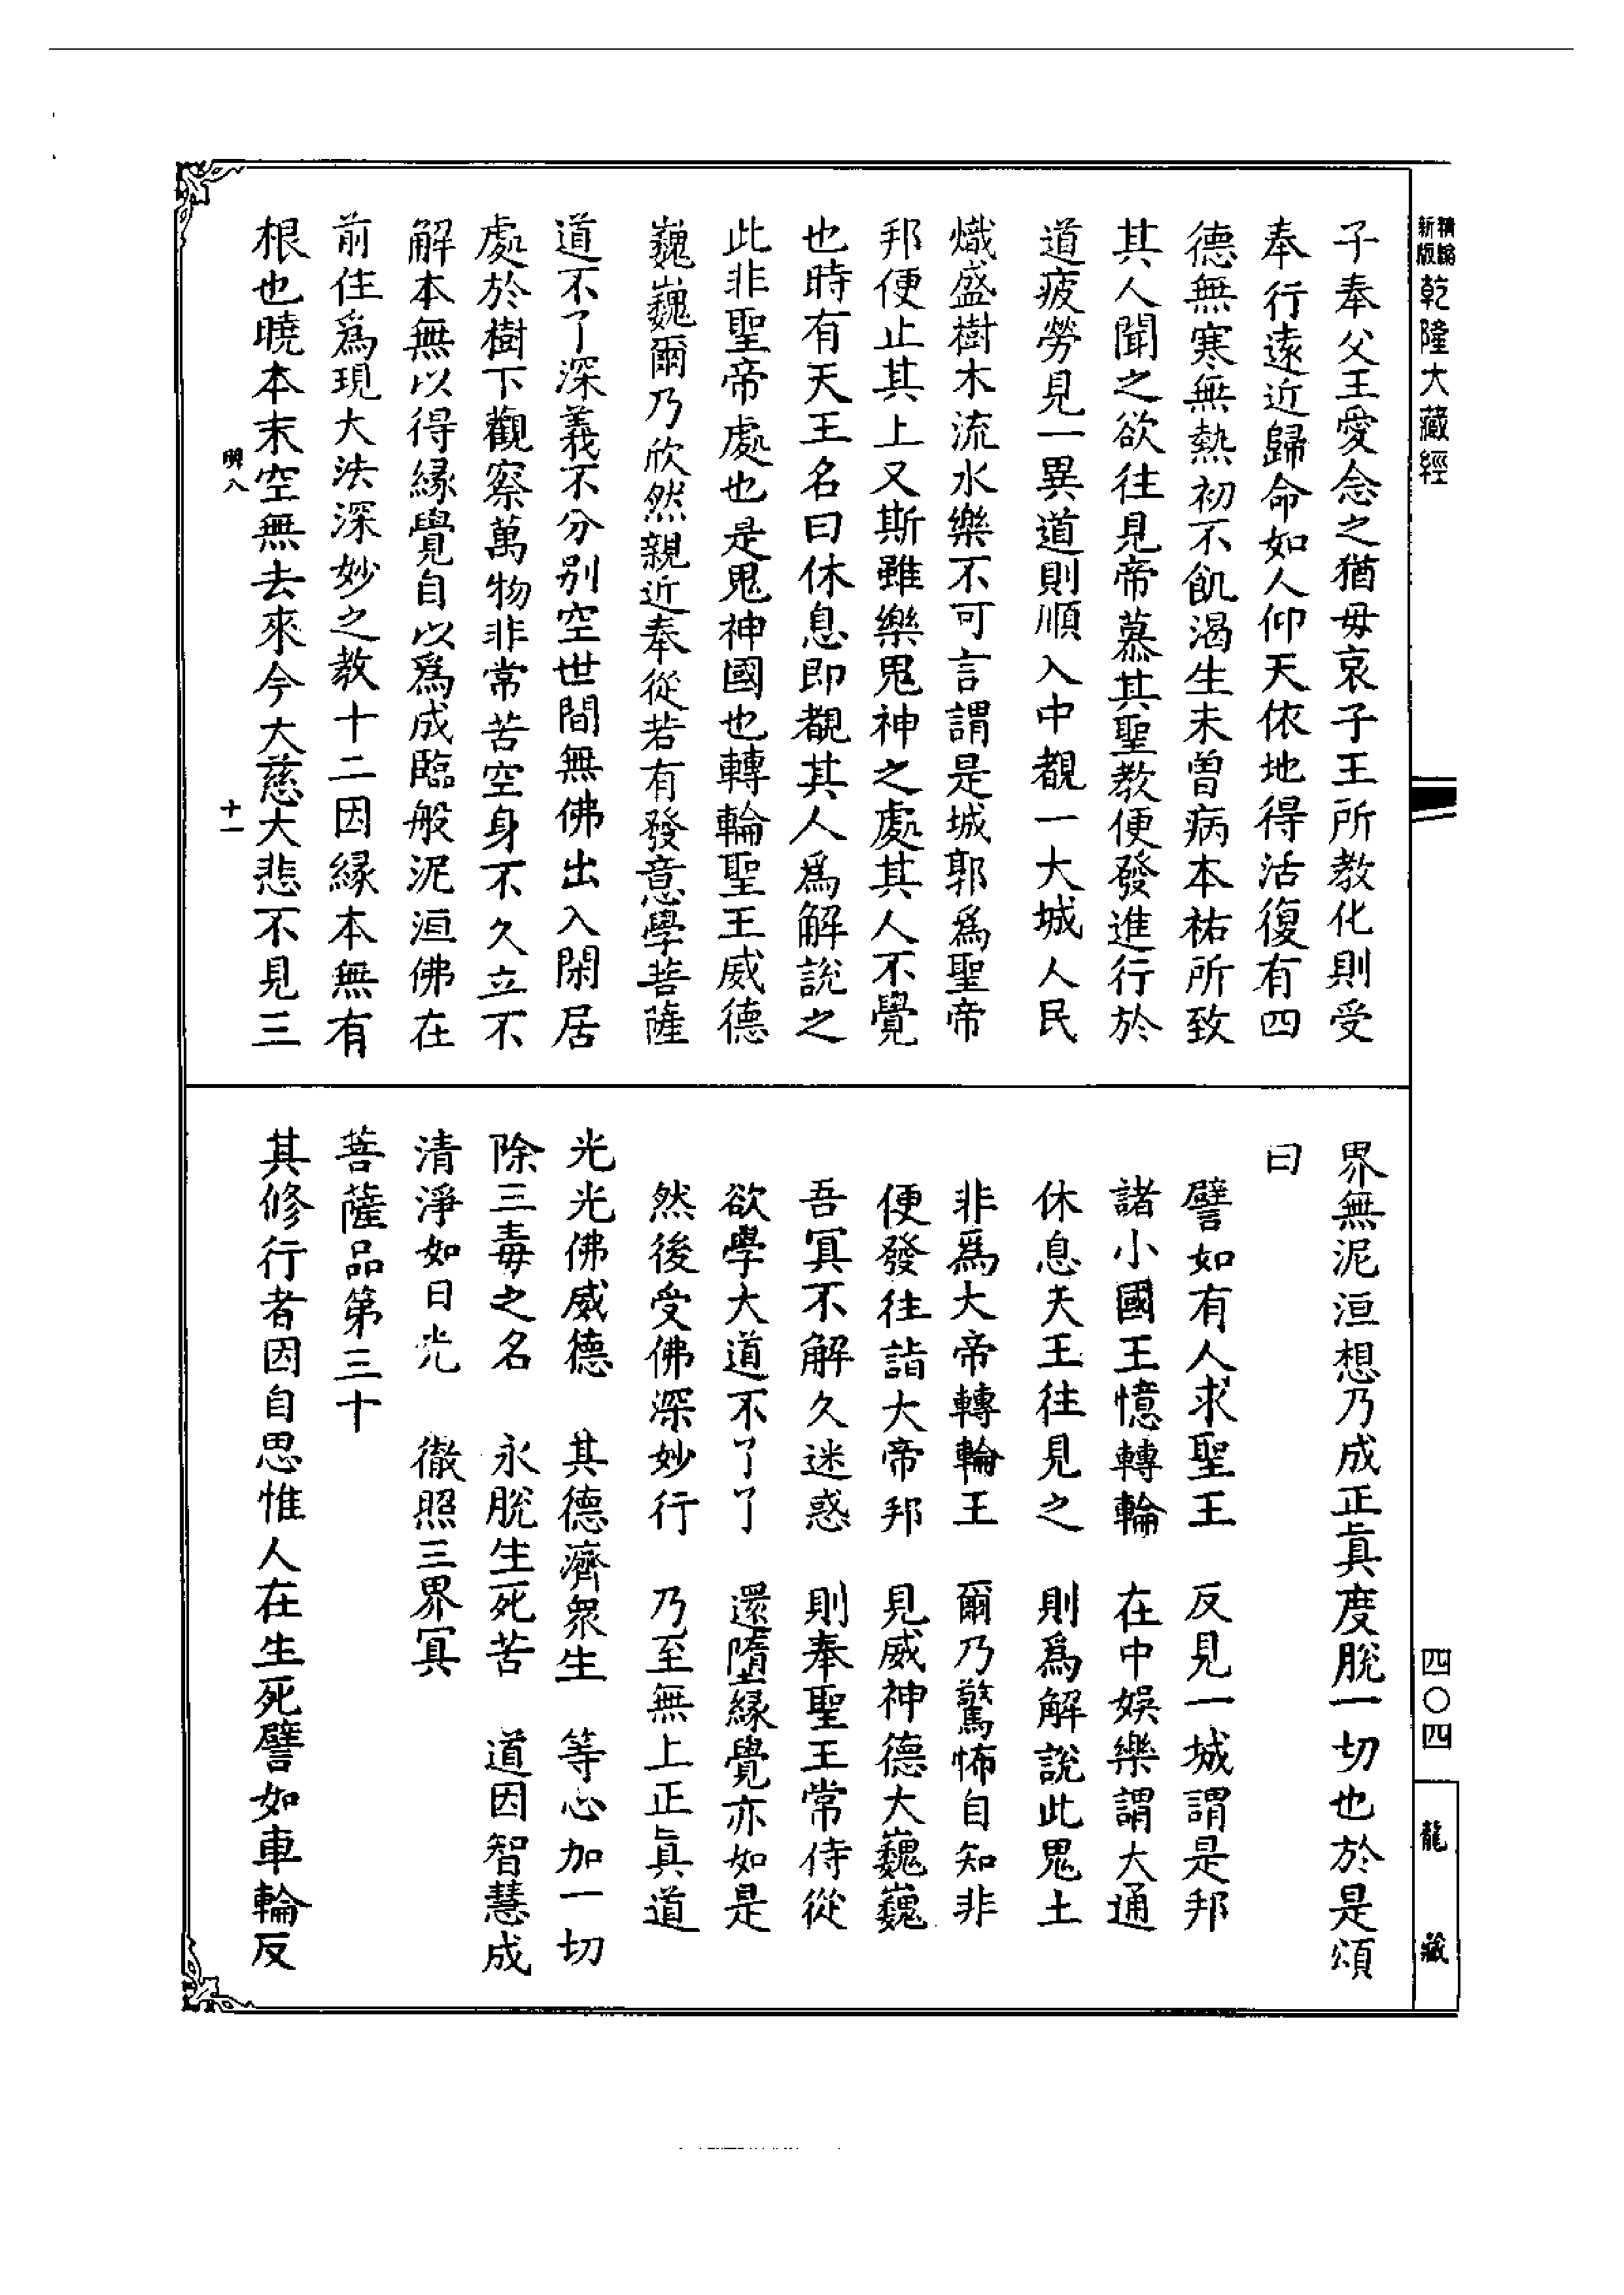 新版精縮乾隆大藏經
子奉父王愛念之猶毋哀子王所教化則受
奉行遠近歸命如人仰天依地得活復有四
德無寒無熱初不飢渴生未曾病本祐所致
其人聞之欲往見帝慕其聖教便發進行於
道疲勞見一異道則順入中覩一大城人民
熾盛樹木流水樂不可言謂是城郭爲聖帝
邦便止其上又斯雖樂鬼神之處其人不覺
也時有天王名曰休息即覩其人爲解說之
此非聖帝處也是鬼神國也轉輪聖王威德
巍巍爾乃欣然親近奉從若有發意學菩薩
道不了深義不分别空世間無佛出入閑居
處於樹下觀察萬物非常苦空身不久立不
解本無以得緣覺自以爲成臨般泥洹佛在
前住爲現大法深妙之教十二因緣本無有
根也曉本末空無去來今大慈大悲不見三
十一
界無泥洹想乃成正眞度脫一切也於是頌
曰
譬如有人求聖王　反見一城謂是邦
諸小國王憶轉輪　在中娛樂謂大通
休息天王往見之　則爲解說此鬼土
非爲大帝轉輪王　爾乃驚怖自知非
便發往詣大帝邦　見威神德大巍巍
吾冥不解久迷惑　則奉聖王常侍從
欲學大道不了了　還墮緣覺亦如是
然後受佛深妙行　乃至無上正眞道
光光佛威德　其德濟衆生　等心加一切
除三毒之名　永脫生死苦　道因智慧成
清淨如日光　徹照三界冥
菩薩品第三十
其修行者因自思惟人在生死譬如車輪反
四〇四
龍藏